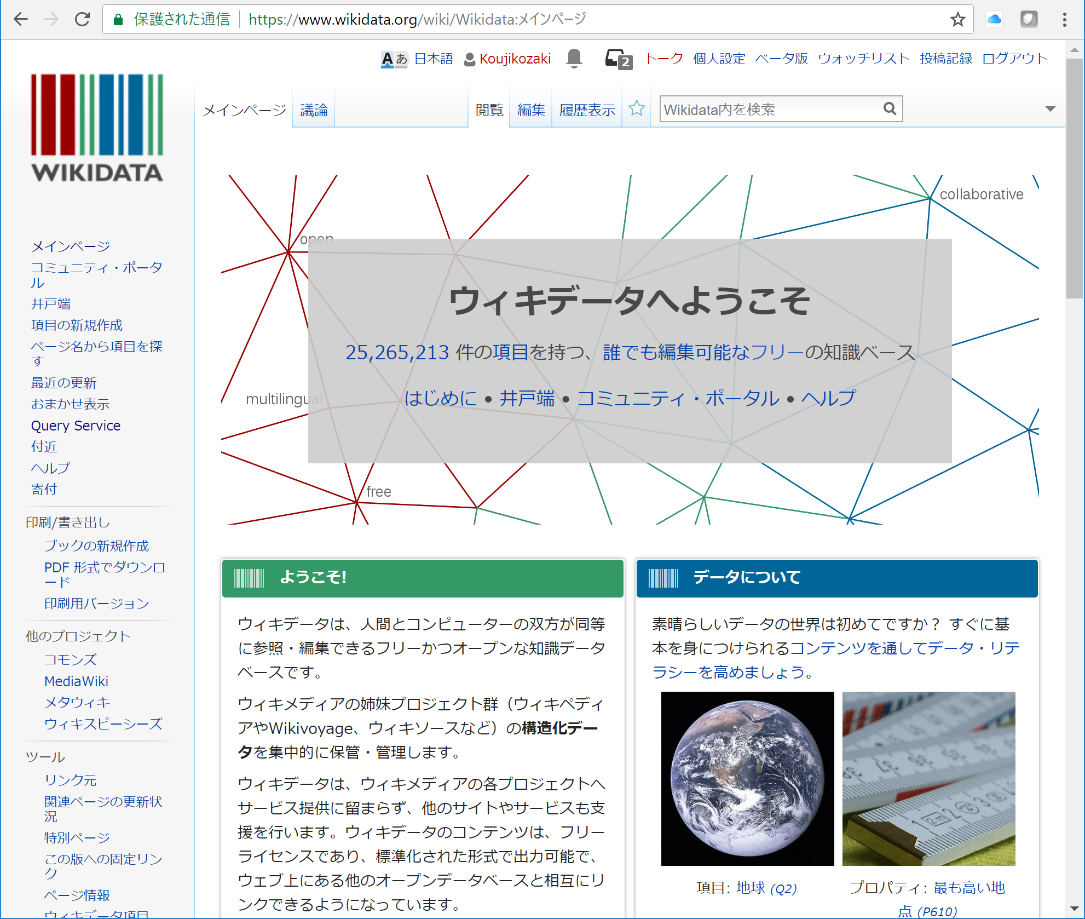 保護された通信
https://www.wikidata.org/wiki/Wikidata:メインページ
Aあ 日本語 Koujikozaki 2 トーク 個人設定 ベータ版 ウォッチリスト 投稿記録 ログアウト
メインページ 議論 閲覧 編集 履歴表示 Wikidata内を検索
WIKIDATA
メインページ
コミュニティ・ポータ
ル
井戸端
項目の新規作成
ページ名から項目を探
す
最近の更新
おまかせ表示
Query Service
付近
ヘルプ
寄付
印刷/書き出し
ブックの新規作成
PDF 形式でダウンロ
ード
印刷用バージョン
他のプロジェクト
コモンズ
MediaWiki
メタウィキ
ウィキスピーシーズ
ツール
リンク元
関連ページの更新状
況
特別ページ
この版への固定リン
ク
ページ情報
ウィキデータ項目
collaborative
open
ウィキデータへようこそ
25,265,213 件の項目を持つ、誰でも編集可能なフリーの知識ベース
multilingual
はじめに • 井戸端 • コミュニティ・ポータル • ヘルプ
free
ようこそ!
ウィキデータは、人間とコンピューターの双方が同等
に参照・編集できるフリーかつオープンな知識データ
ベースです。
ウィキメディアの姉妹プロジェクト群（ウィキペディ
アやWikivoyage、ウィキソースなど）の構造化デー
タを集中的に保管・管理します。
ウィキデータは、ウィキメディアの各プロジェクトへ
サービス提供に留まらず、他のサイトやサービスも支
援を行います。ウィキデータのコンテンツは、フリー
ライセンスであり、標準化された形式で出力可能で、
ウェブ上にある他のオープンデータベースと相互にリ
ンクできるようになっています。
データについて
素晴らしいデータの世界は初めてですか？ すぐに基
本を身につけられるコンテンツを通してデータ・リテ
ラシーを高めましょう。
項目: 地球 (Q2)
プロパティ: 最も高い地
点 (P610)